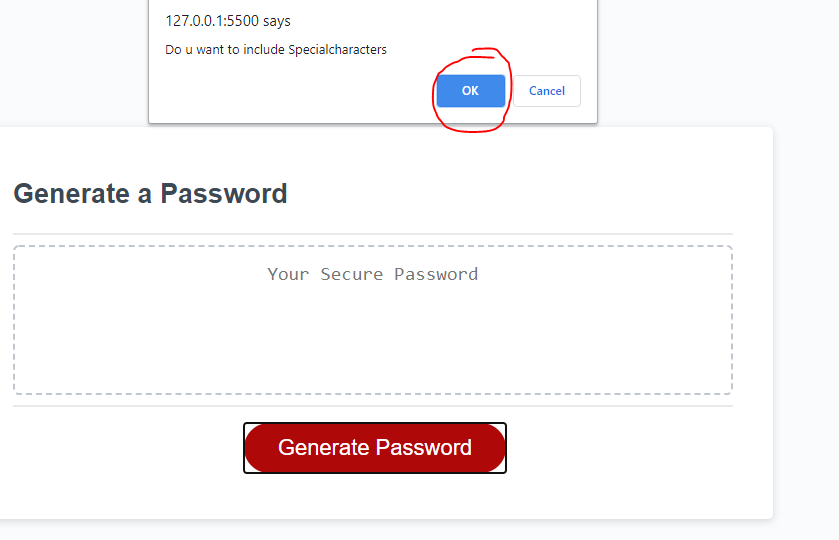 127.0.0.1:5500 says
Do u want to include Specialcharacters
OK Cancel
Generate a Password
Your Secure Password
Generate Password